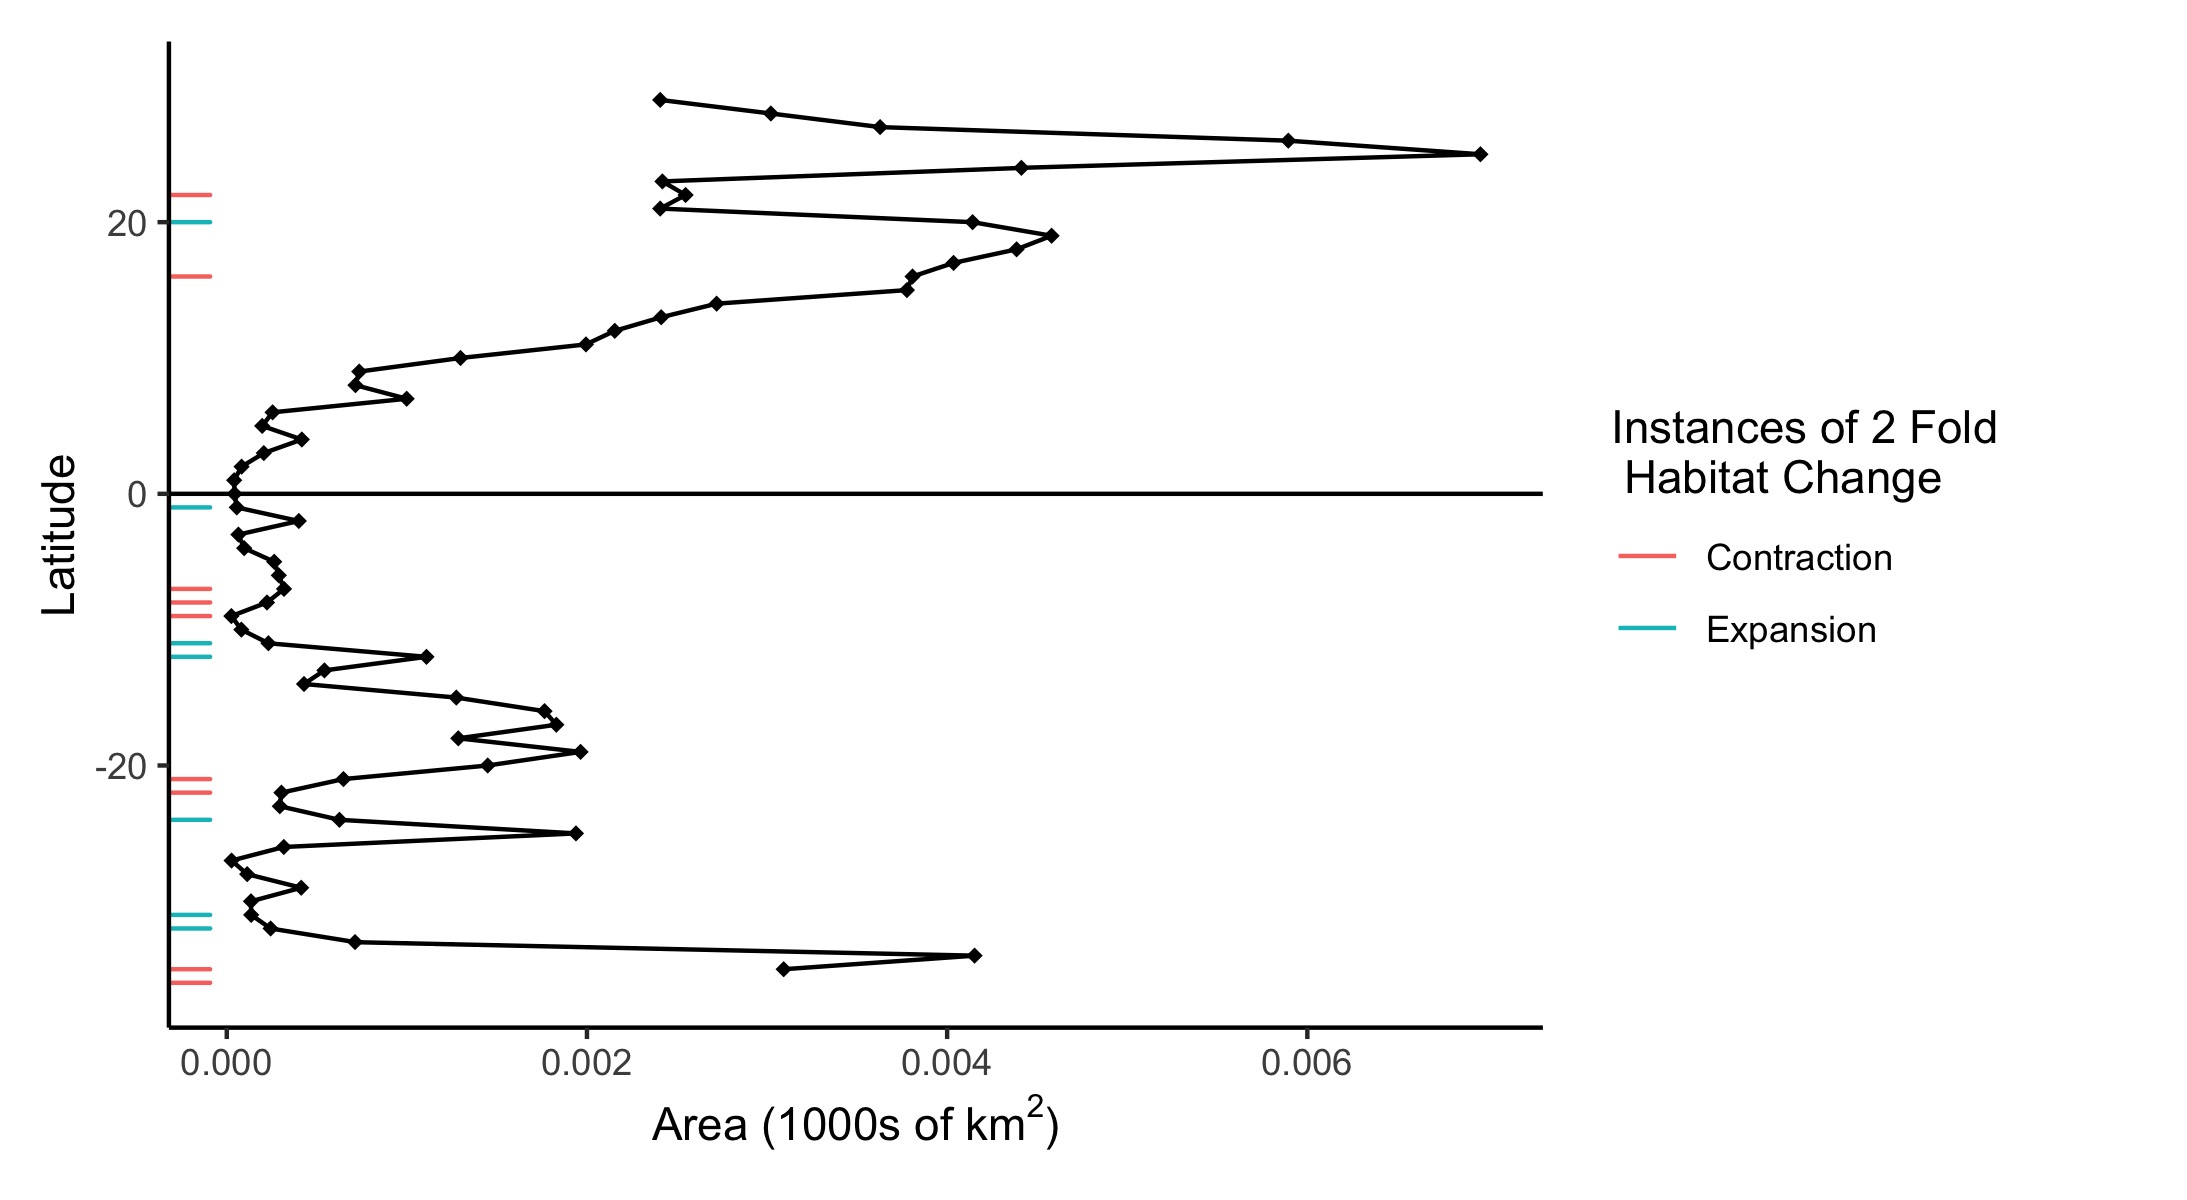 20
0
-20
Latitude
0.000
0.002
0.004
0.006
Area (1000s of km²)
Instances of 2 Fold
Habitat Change
Contraction
Expansion